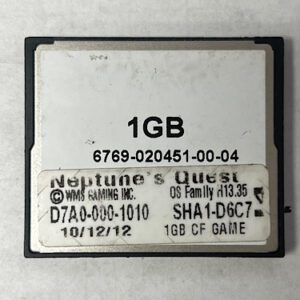 1GB
6769-020451-00-04
Neptune's Quest
© WMS GAMING INC. OS Family H13.35
D7A0-000-1010 SHA1-D6C7
10/12/12 1GB CF GAME